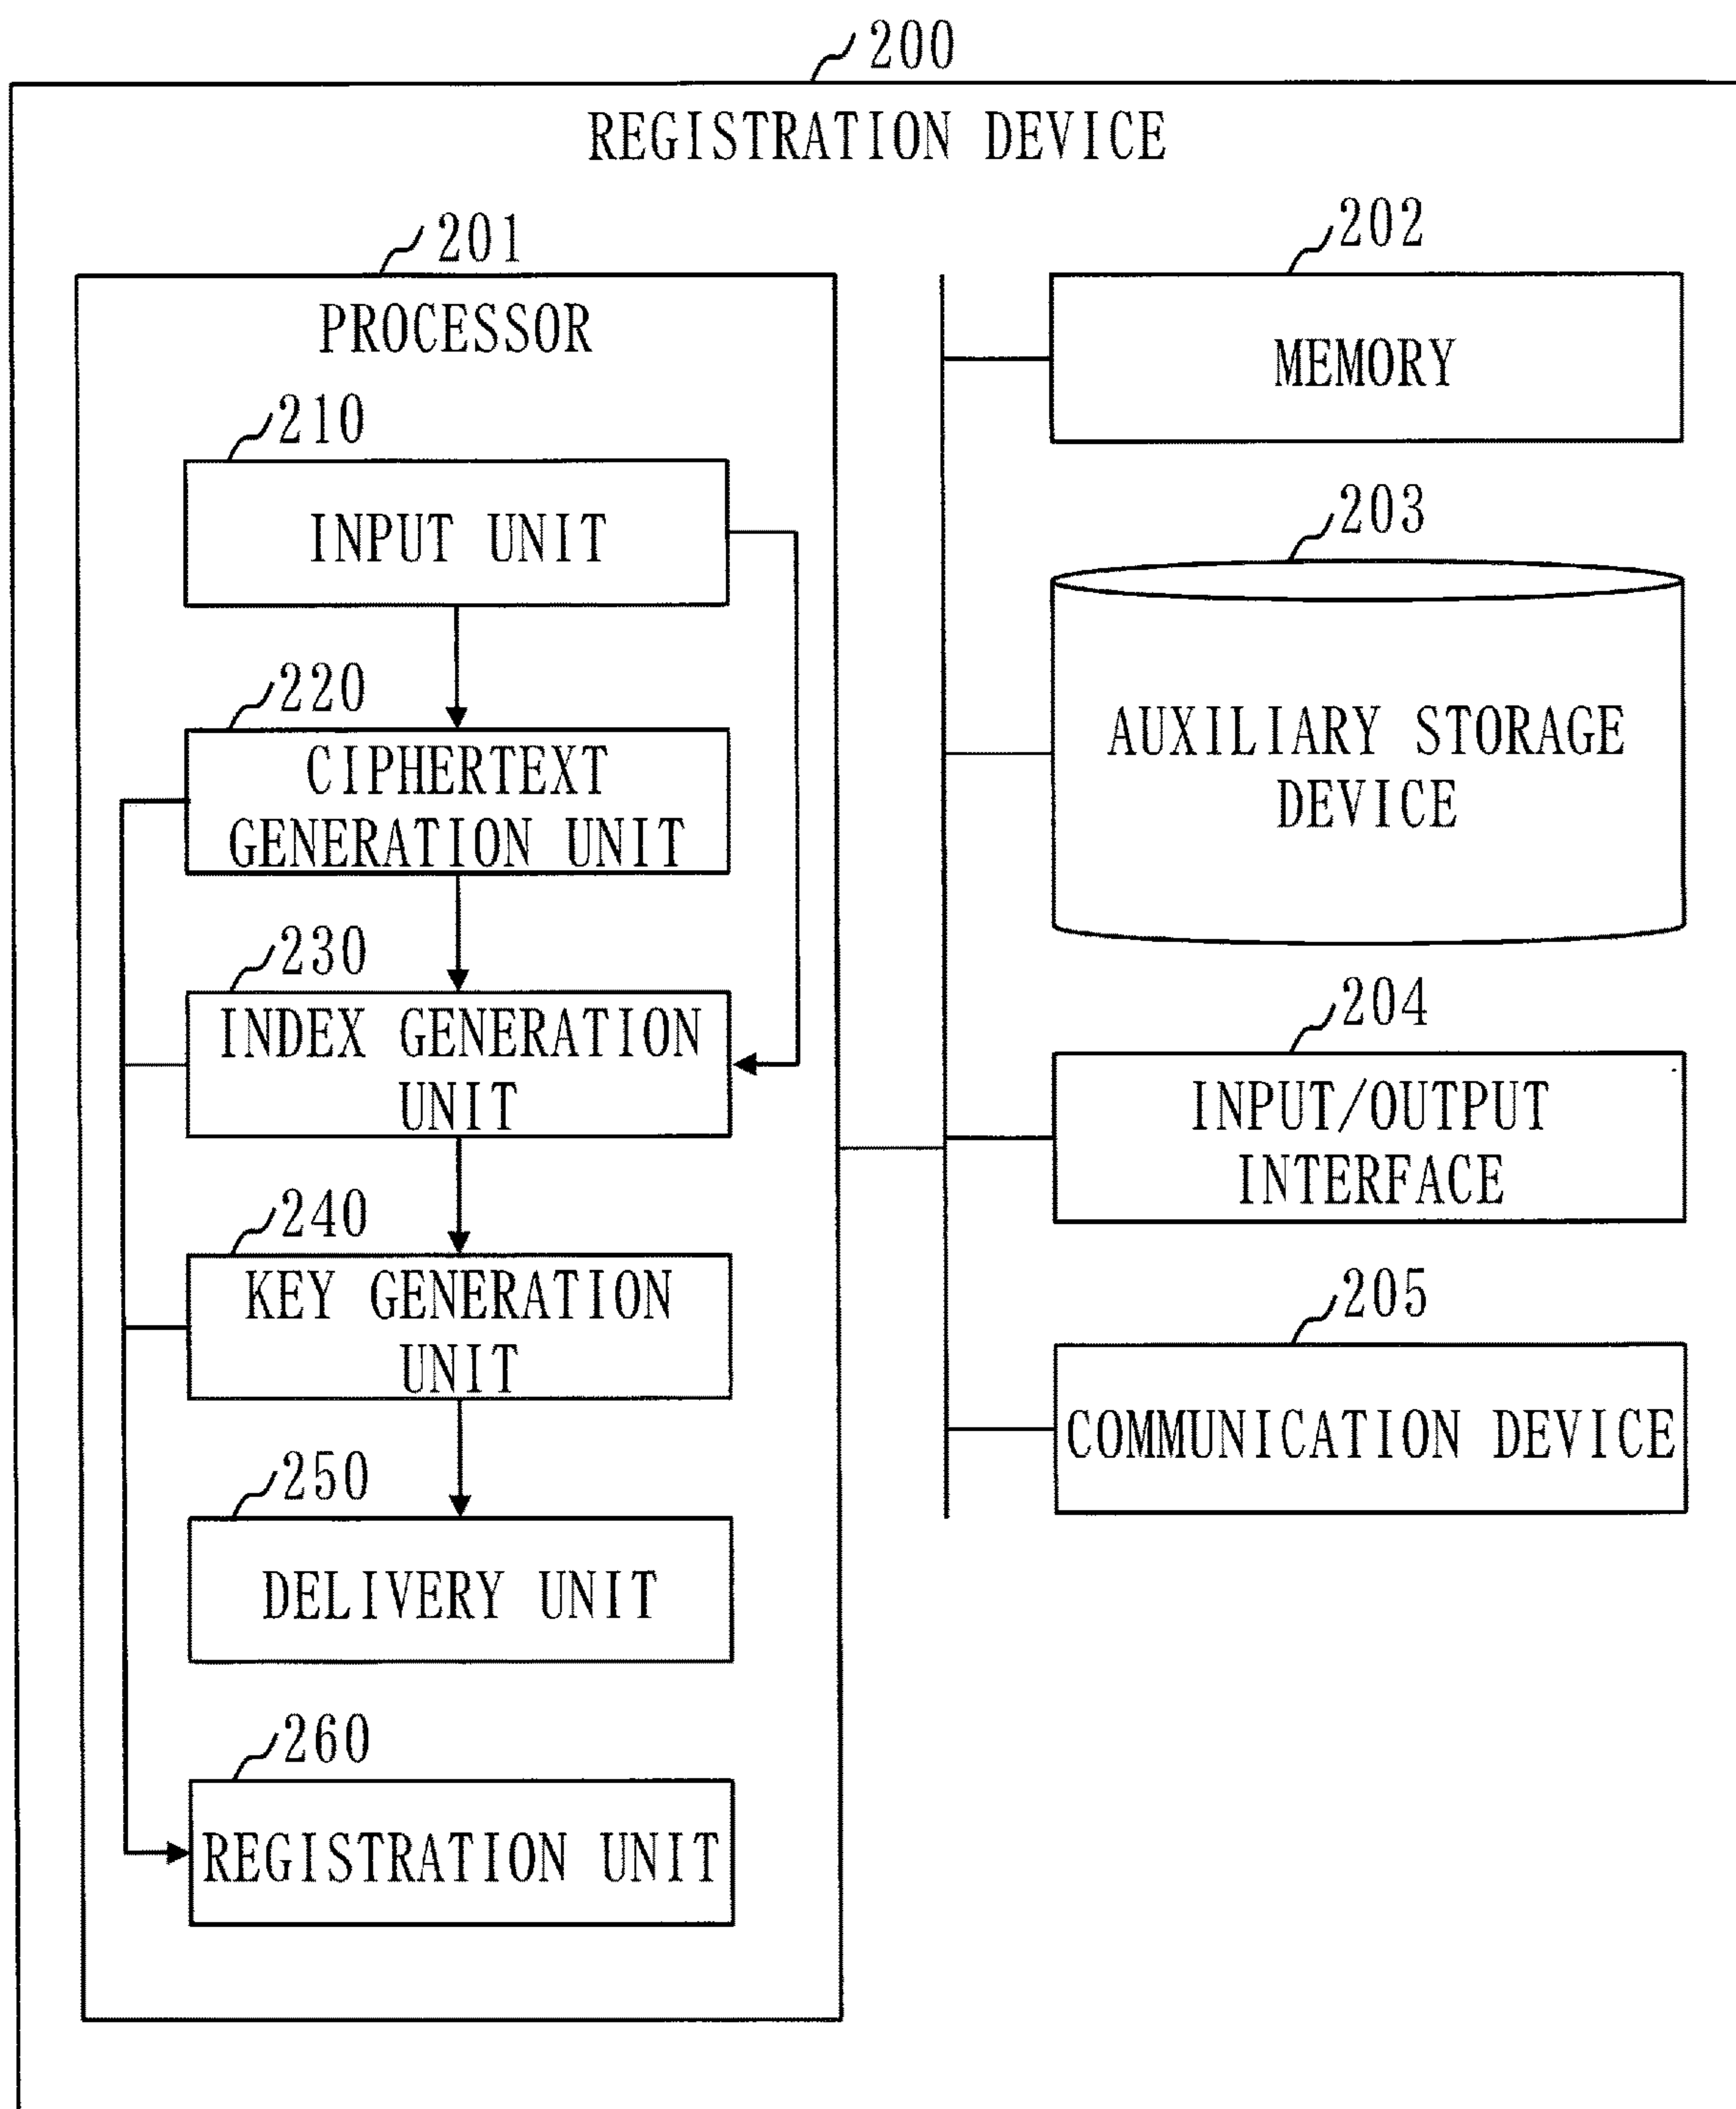 200
REGISTRATION DEVICE
201
PROCESSOR
210
INPUT UNIT
220
CIPHERTEXT
GENERATION UNIT
230
INDEX GENERATION
UNIT
240
KEY GENERATION
UNIT
250
DELIVERY UNIT
260
REGISTRATION UNIT
202
MEMORY
203
AUXILIARY STORAGE
DEVICE
204
INPUT/OUTPUT
INTERFACE
205
COMMUNICATION DEVICE